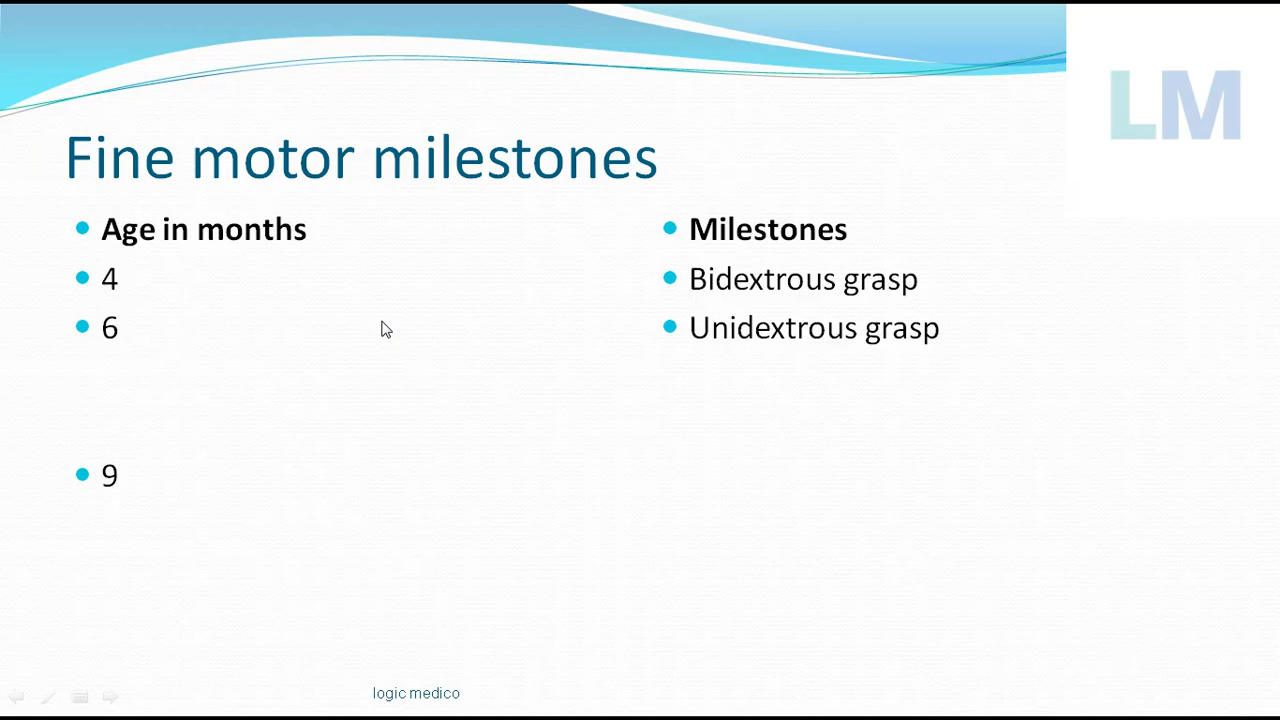 LM
Fine motor milestones
Age in months
4
6
9
Milestones
Bidextrous grasp
Unidextrous grasp
logic medico